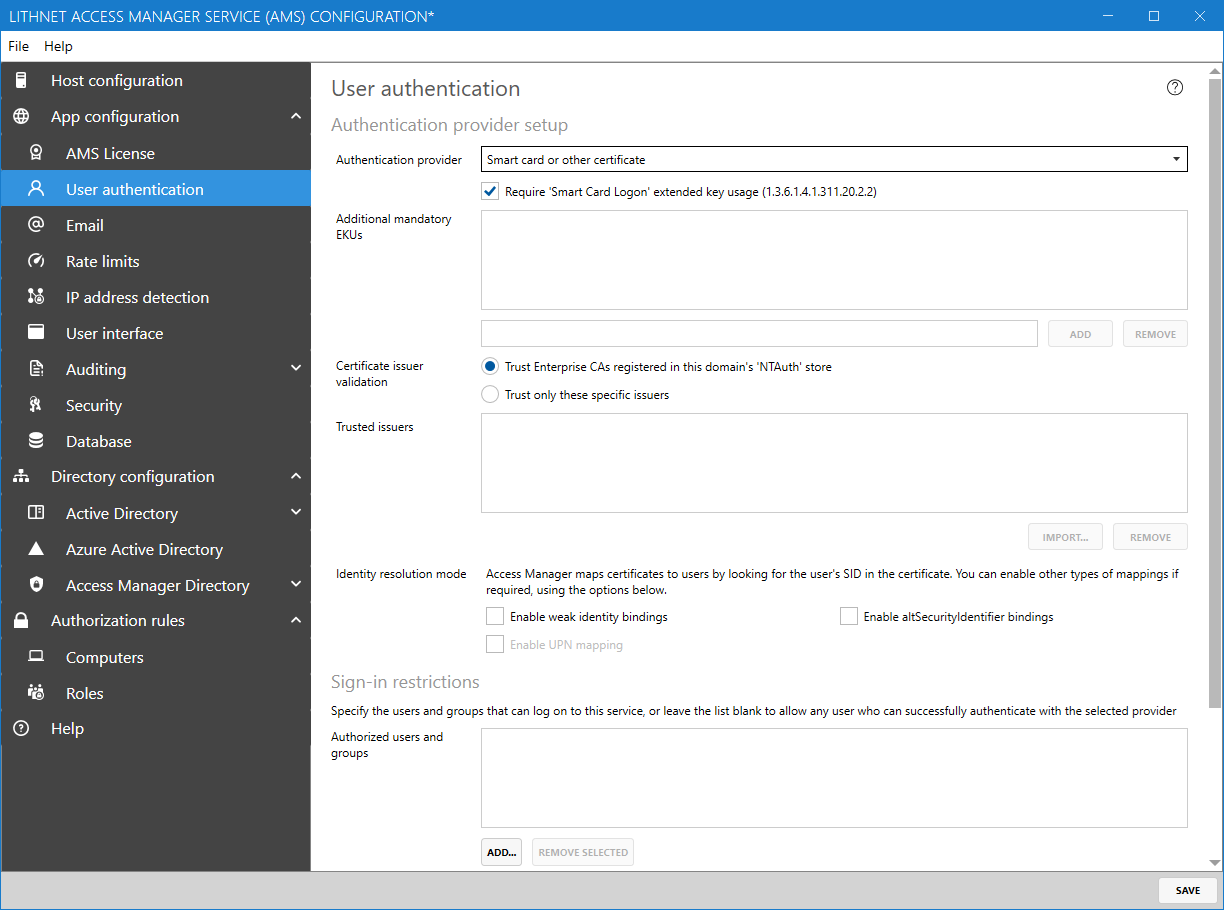 LITHNET ACCESS MANAGER SERVICE (AMS) CONFIGURATION*
File Help
Host configuration
App configuration
AMS License
User authentication
Email
Rate limits
IP address detection
User interface
Auditing
Security
Database
Directory configuration
Active Directory
Azure Active Directory
Access Manager Directory
Authorization rules
Computers
Roles
Help
User authentication
Authentication provider setup
Authentication provider
Smart card or other certificate
Require 'Smart Card Logon' extended key usage (1.3.6.1.4.1.311.20.2.2)
Additional mandatory
EKUs
ADD REMOVE
Certificate issuer
validation
Trust Enterprise CAs registered in this domain's 'NTAuth' store
Trust only these specific issuers
Trusted issuers
IMPORT... REMOVE
Identity resolution mode
Access Manager maps certificates to users by looking for the user's SID in the certificate. You can enable other types of mappings if
required, using the options below.
Enable weak identity bindings Enable altSecurityIdentifier bindings
Enable UPN mapping
Sign-in restrictions
Specify the users and groups that can log on to this service, or leave the list blank to allow any user who can successfully authenticate with the selected provider
Authorized users and
groups
ADD... REMOVE SELECTED
SAVE